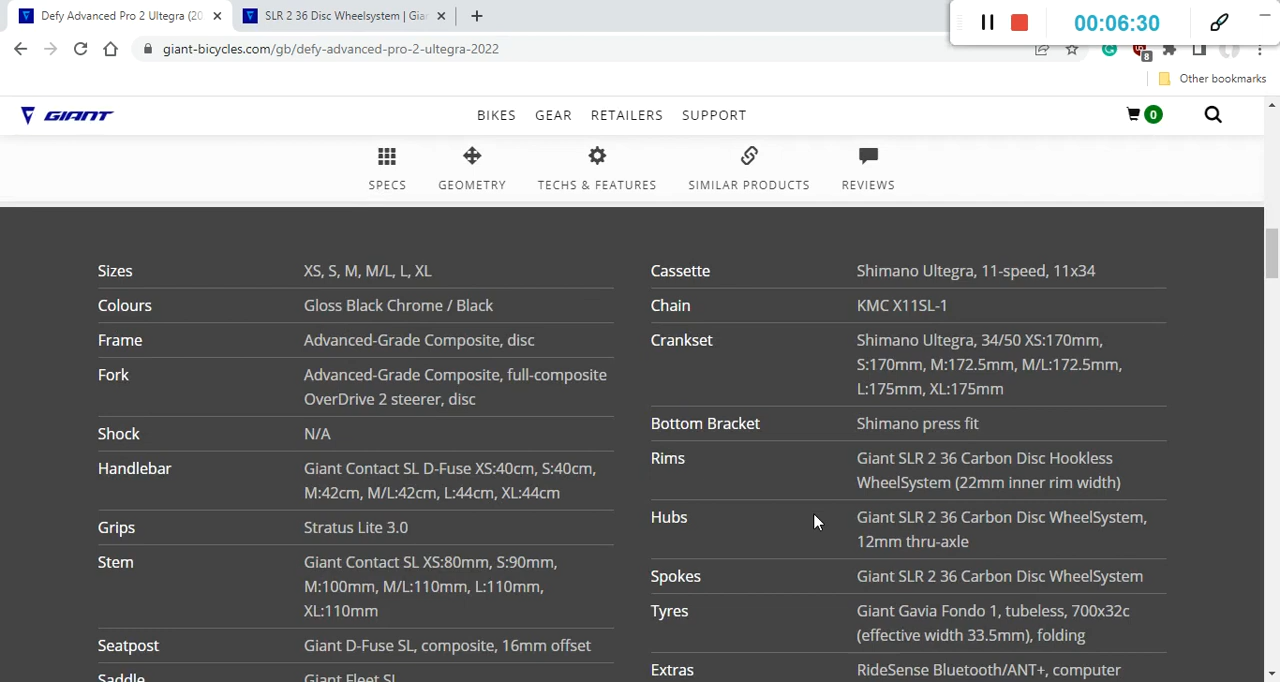 Defy Advanced Pro 2 Ultegra (20
SLR 2 36 Disc Wheelsystem | Gia
00:06:30
giant-bicycles.com/gb/defy-advanced-pro-2-ultegra-2022
8
Other bookmarks
GIANT
BIKES GEAR RETAILERS SUPPORT
0
SPECS GEOMETRY TECHS & FEATURES SIMILAR PRODUCTS REVIEWS
Sizes XS, S, M, M/L, L, XL
Colours Gloss Black Chrome / Black
Frame Advanced-Grade Composite, disc
Fork Advanced-Grade Composite, full-composite
OverDrive 2 steerer, disc
Shock N/A
Handlebar Giant Contact SL D-Fuse XS:40cm, S:40cm,
M:42cm, M/L:42cm, L:44cm, XL:44cm
Grips Stratus Lite 3.0
Stem Giant Contact SL XS:80mm, S:90mm,
M:100mm, M/L:110mm, L:110mm,
XL:110mm
Seatpost Giant D-Fuse SL, composite, 16mm offset
Saddle Giant Fleet SL
Cassette Shimano Ultegra, 11-speed, 11x34
Chain KMC X11SL-1
Crankset Shimano Ultegra, 34/50 XS:170mm,
S:170mm, M:172.5mm, M/L:172.5mm,
L:175mm, XL:175mm
Bottom Bracket Shimano press fit
Rims Giant SLR 2 36 Carbon Disc Hookless
WheelSystem (22mm inner rim width)
Hubs Giant SLR 2 36 Carbon Disc WheelSystem,
12mm thru-axle
Spokes Giant SLR 2 36 Carbon Disc WheelSystem
Tyres Giant Gavia Fondo 1, tubeless, 700x32c
(effective width 33.5mm), folding
Extras RideSense Bluetooth/ANT+, computer